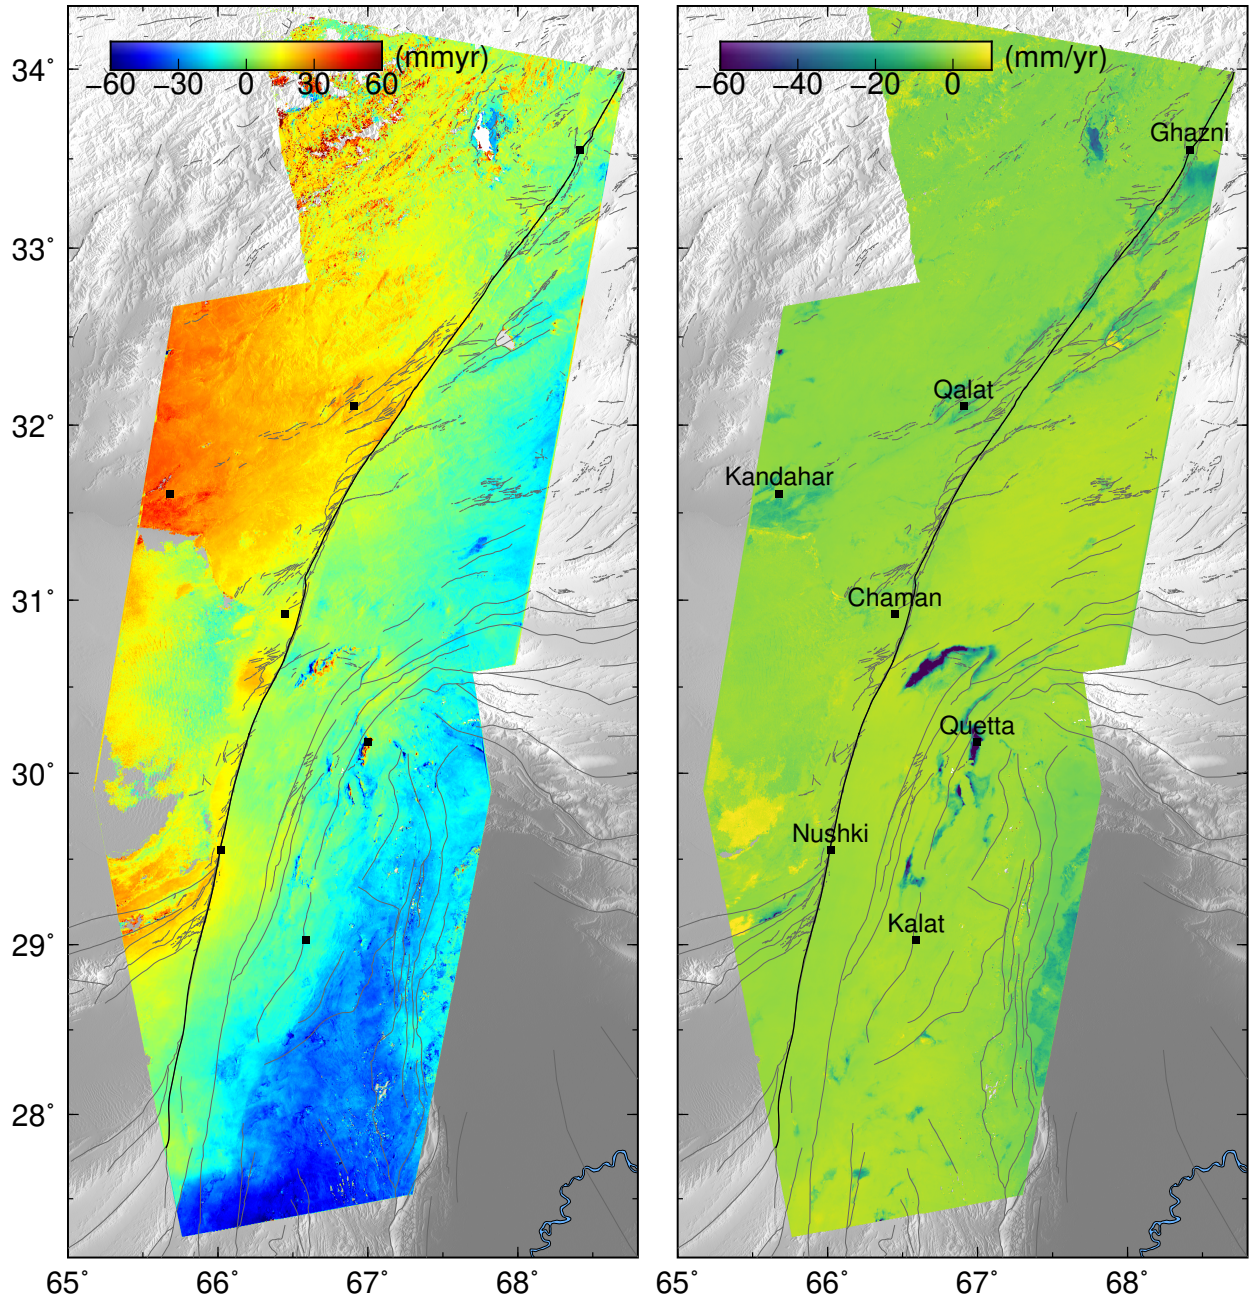 (mmyr)
−60 −30 0 30 60
(mm/yr)
−60 −40 −20 0
34˚
33˚
32˚
31˚
30˚
29˚
28˚
Ghazni
Qalat
Kandahar
Chaman
Quetta
Nushki
Kalat
65˚ 66˚ 67˚ 68˚
65˚ 66˚ 67˚ 68˚